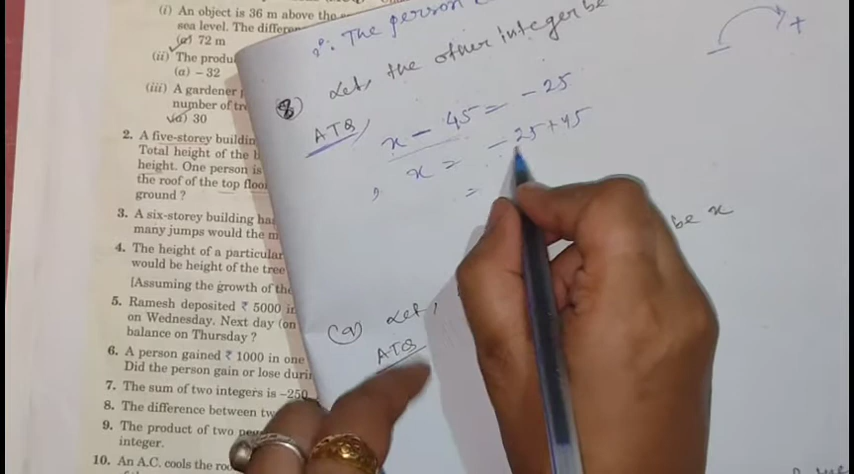 (i) An object is 36 m above the
sea level. The differen
(a) 72 m
(ii) The produ
(a) – 32
(iii) A gardener
number of tre
(a) 30
2. A five-storey buildin
Total height of the b
height. One person is
the roof of the top floo
ground ?
3. A six-storey building ha
many jumps would the m
4. The height of a particular
would be height of the tree
[Assuming the growth of the
5. Ramesh deposited ₹ 5000 in
on Wednesday. Next day (on
balance on Thursday ?
6. A person gained ₹ 1000 in one
Did the person gain or lose duri
7. The sum of two integers is –250
8. The difference between tw
9. The product of two
integer.
10. An A.C. cools the roo
The person
8) Let, the other integer be
ATQ,
x – 45 = – 25
, x = – 25 + 45
=
– +
be x
(9) Let,
ATQ